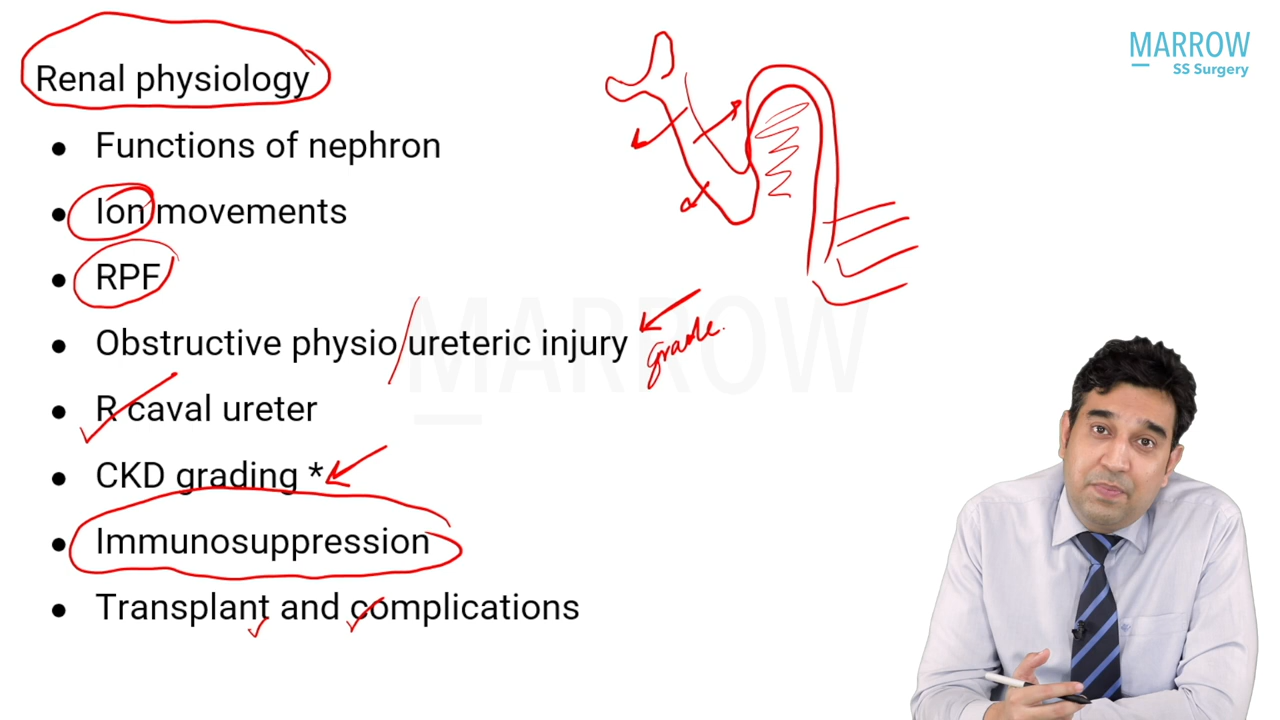 MARROW
SS Surgery
Renal physiology
● Functions of nephron
● Ion movements
● RPF
● Obstructive physio / ureteric injury
grade.
● R caval ureter
● CKD grading *
● Immunosuppression
● Transplant and complications
MARROW